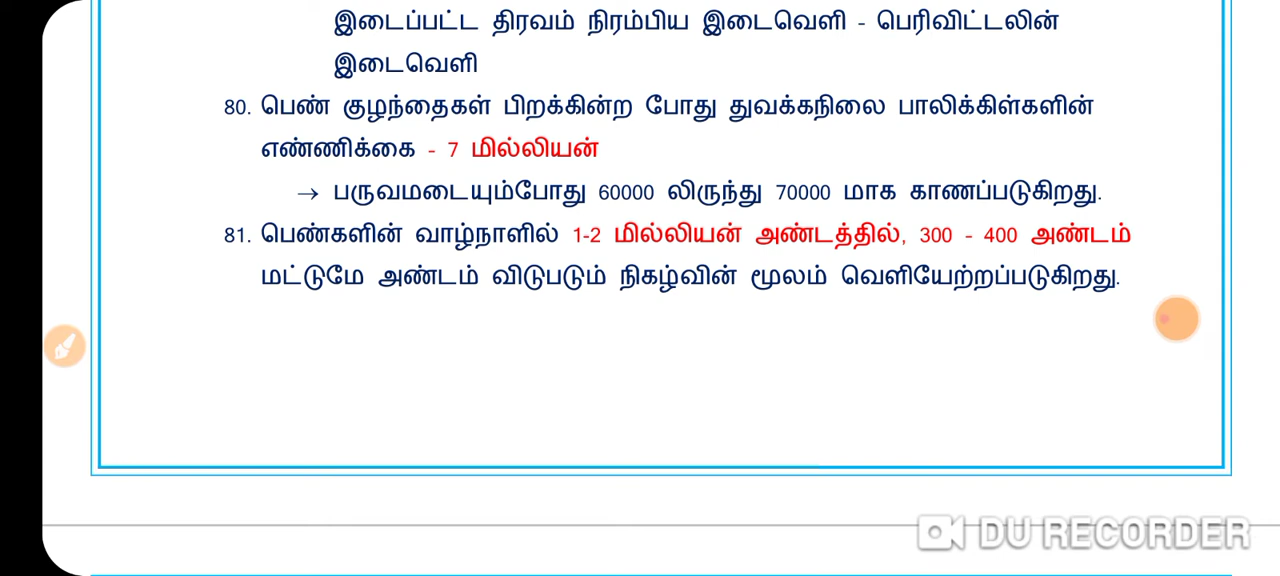 இடைப்பட்ட திரவம் நிரம்பிய இடைவெளி - பெரிவிட்டலின்
இடைவெளி
80. பெண் குழந்தைகள் பிறக்கின்ற போது துவக்கநிலை பாலிக்கிள்களின்
எண்ணிக்கை - 7 மில்லியன்
→ பருவமடையும்போது 60000 லிருந்து 70000 மாக காணப்படுகிறது.
81. பெண்களின் வாழ்நாளில் 1-2 மில்லியன் அண்டத்தில், 300 - 400 அண்டம்
மட்டுமே அண்டம் விடுபடும் நிகழ்வின் மூலம் வெளியேற்றப்படுகிறது.
DU RECORDER